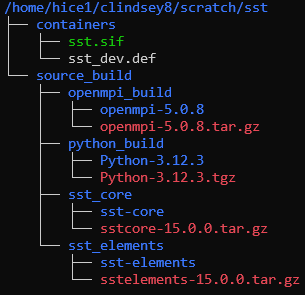 /home/hice1/clindsey8/scratch/sst
├── containers
│   ├── sst.sif
│   └── sst_dev.def
└── source_build
    ├── openmpi_build
    │   ├── openmpi-5.0.8
    │   └── openmpi-5.0.8.tar.gz
    ├── python_build
    │   ├── Python-3.12.3
    │   └── Python-3.12.3.tgz
    ├── sst_core
    │   ├── sst-core
    │   └── sstcore-15.0.0.tar.gz
    └── sst_elements
        ├── sst-elements
        └── sstelements-15.0.0.tar.gz